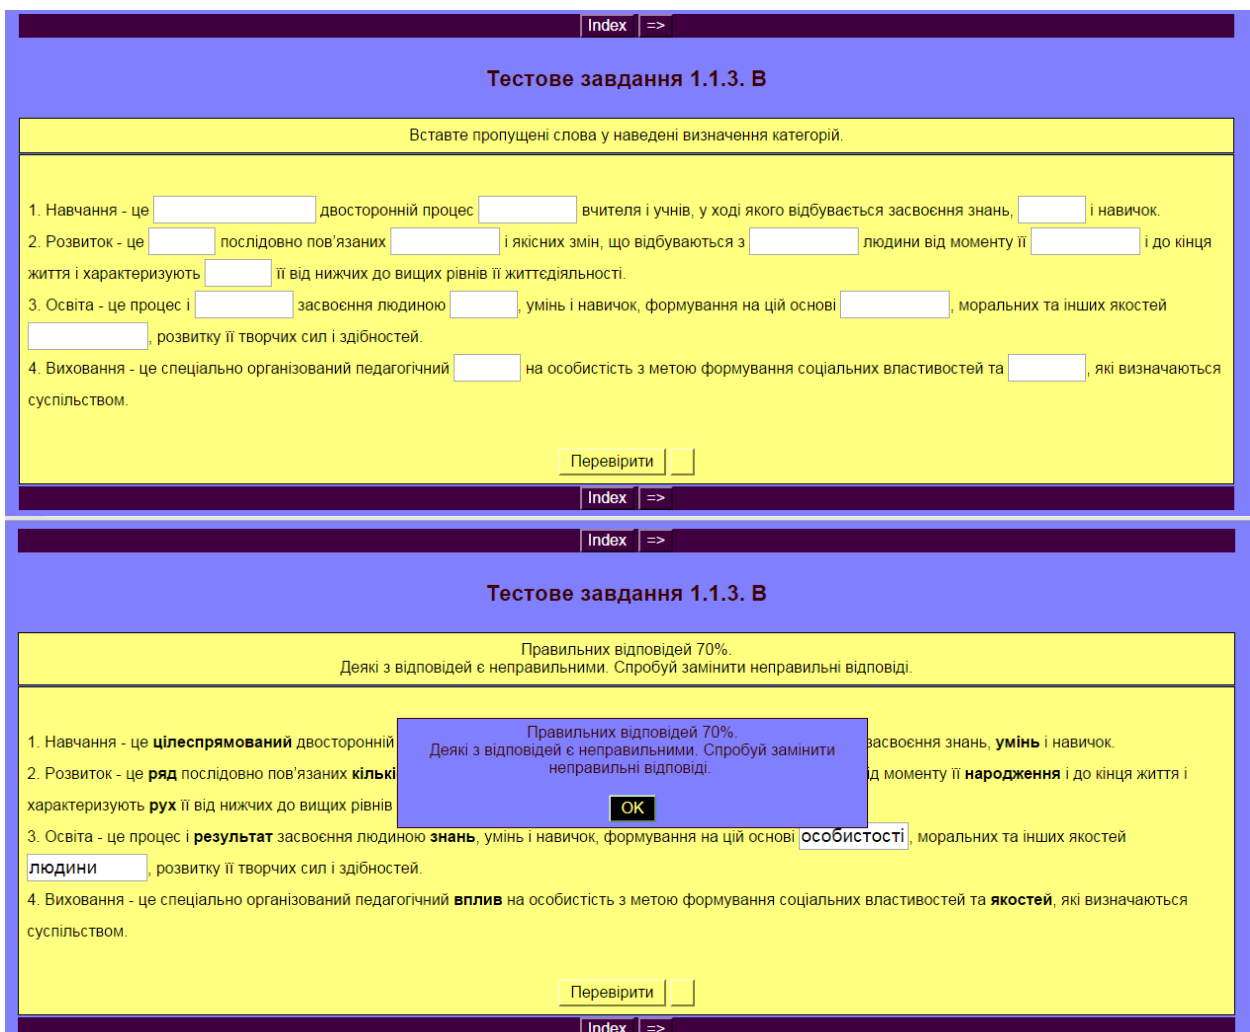 Index =>
Тестове завдання 1.1.3. В
Вставте пропущені слова у наведені визначення категорій.
1. Навчання - це двосторонній процес вчителя і учнів, у ході якого відбувається засвоєння знань, і навичок.
2. Розвиток - це послідовно пов'язаних і якісних змін, що відбуваються з людини від моменту її і до кінця
життя і характеризують її від нижчих до вищих рівнів її життєдіяльності.
3. Освіта - це процес і засвоєння людиною , умінь і навичок, формування на цій основі , моральних та інших якостей
, розвитку її творчих сил і здібностей.
4. Виховання - це спеціально організований педагогічний на особистість з метою формування соціальних властивостей та , які визначаються
суспільством.
Перевірити
Index =>
Index =>
Тестове завдання 1.1.3. В
Правильних відповідей 70%.
Деякі з відповідей є неправильними. Спробуй замінити неправильні відповіді.
1. Навчання - це цілеспрямований двосторонній засвоєння знань, умінь і навичок.
2. Розвиток - це ряд послідовно пов'язаних кількі ід моменту її народження і до кінця життя і
характеризують рух її від нижчих до вищих рівнів
Правильних відповідей 70%.
Деякі з відповідей є неправильними. Спробуй замінити
неправильні відповіді.
OK
3. Освіта - це процес і результат засвоєння людиною знань, умінь і навичок, формування на цій основі особистості, моральних та інших якостей
людини , розвитку її творчих сил і здібностей.
4. Виховання - це спеціально організований педагогічний вплив на особистість з метою формування соціальних властивостей та якостей, які визначаються
суспільством.
Перевірити
Index =>